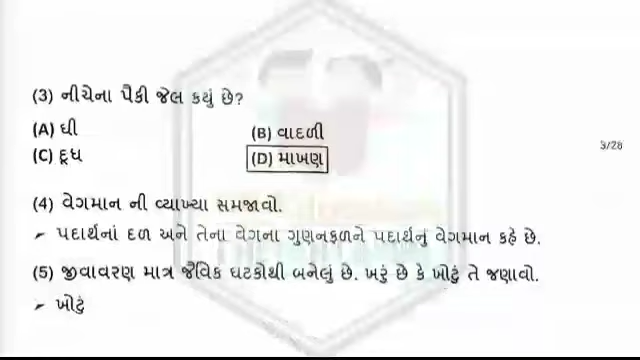 (3) નીચેના પૈકી જેલ કયું છે?
(A) ઘી (B) વાદળી
(C) દૂધ (D) માખણ
3/28
(4) વેગમાન ની વ્યાખ્યા સમજાવો.
➢ પદાર્થનાં દળ અને તેના વેગના ગુણનફળને પદાર્થનું વેગમાન કહે છે.
(5) જીવાવરણ માત્ર જૈવિક ઘટકોથી બનેલું છે. ખરું છે કે ખોટું તે જણાવો.
➢ ખોટું